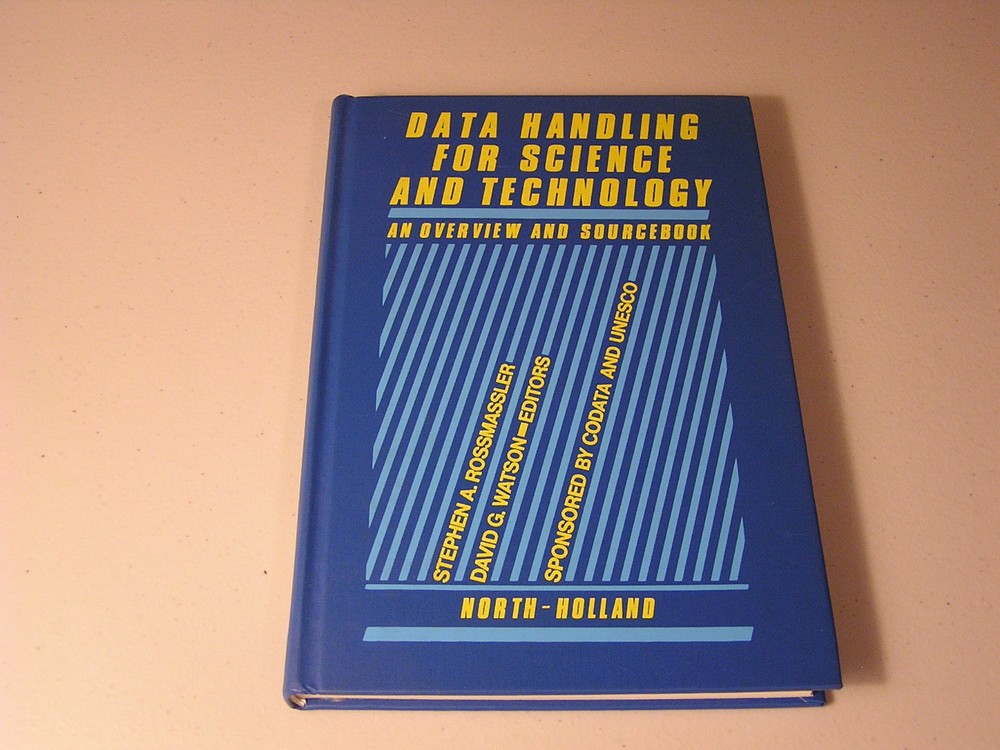 DATA HANDLING
FOR SCIENCE
AND TECHNOLOGY
AN OVERVIEW AND SOURCEBOOK
STEPHEN A. ROSSMASSLER
DAVID G. WATSON-EDITORS
SPONSORED BY CODATA AND UNESCO
NORTH-HOLLAND